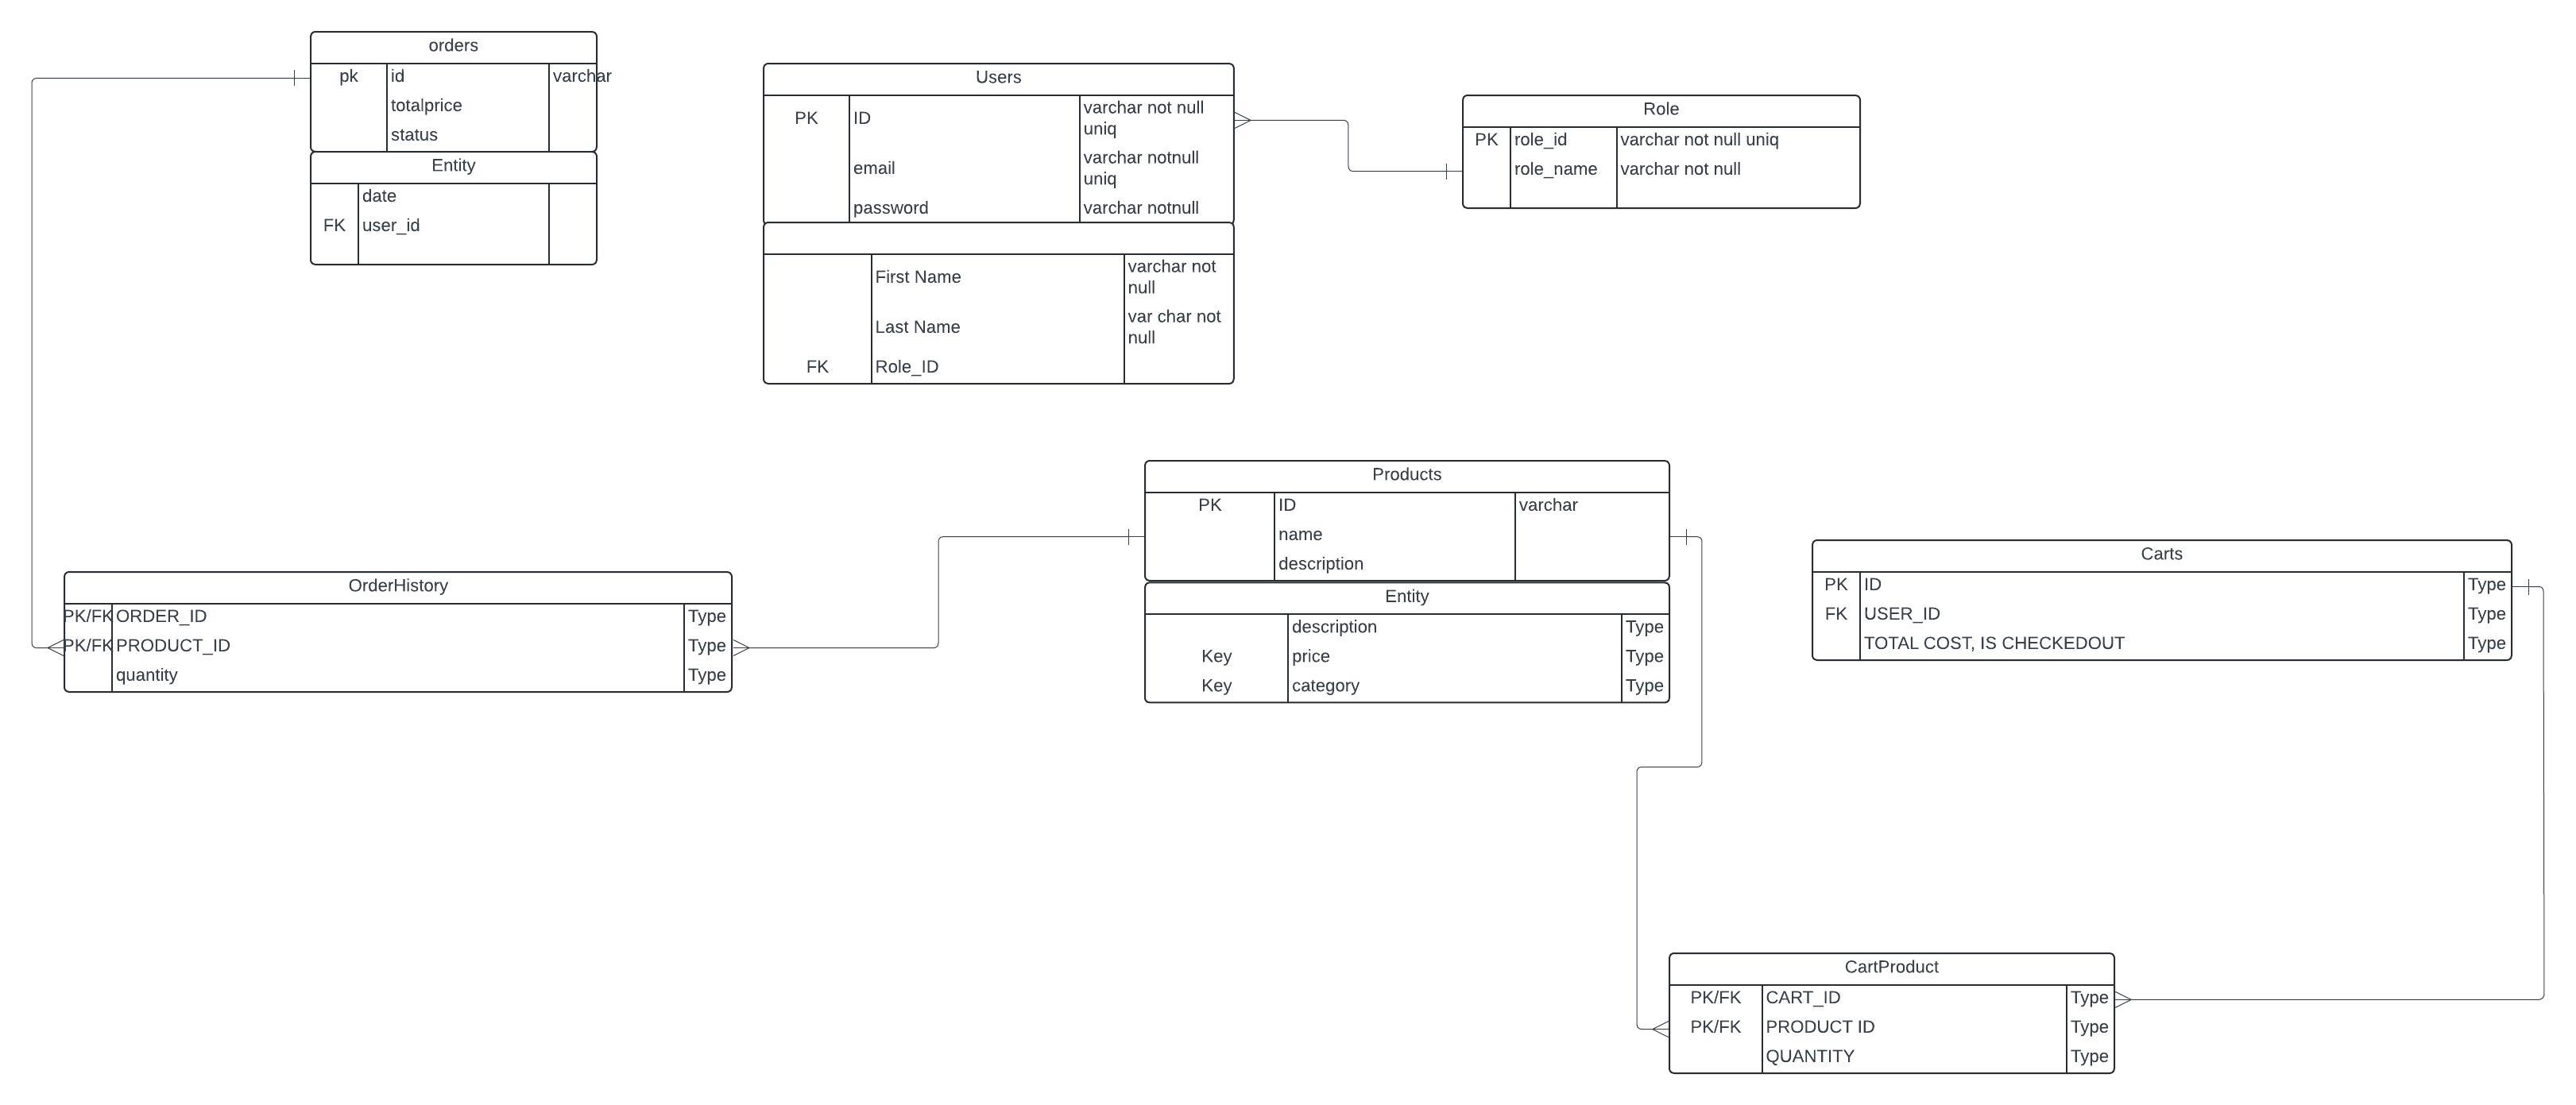 orders
pk id varchar
totalprice
status
Entity
date
FK user_id
Users
PK ID varchar not null
uniq
email varchar notnull
uniq
password varchar notnull
First Name varchar not
null
Last Name var char not
null
FK Role_ID
Role
PK role_id varchar not null uniq
role_name varchar not null
Products
PK ID varchar
name
description
Entity
description Type
Key price Type
Key category Type
OrderHistory
PK/FK ORDER_ID Type
PK/FK PRODUCT_ID Type
quantity Type
Carts
PK ID Type
FK USER_ID Type
TOTAL COST, IS CHECKEDOUT Type
CartProduct
PK/FK CART_ID Type
PK/FK PRODUCT ID Type
QUANTITY Type